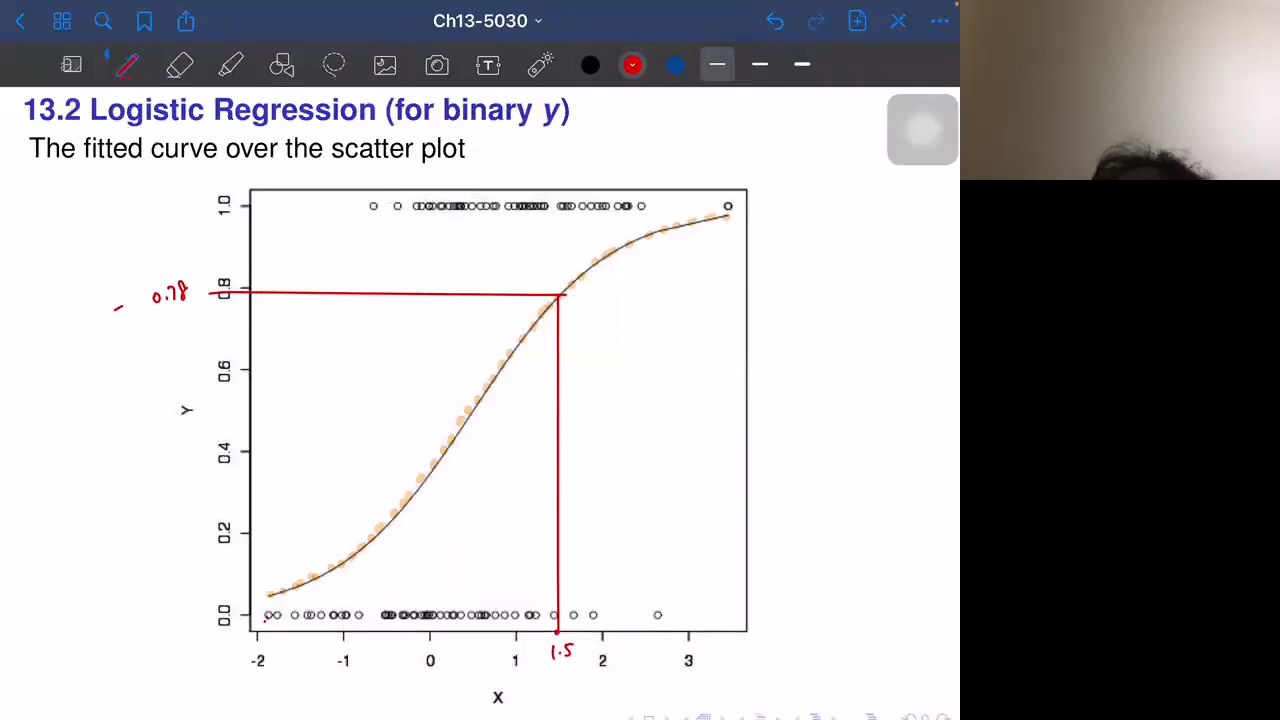 Ch13-5030
T
13.2 Logistic Regression (for binary y)
The fitted curve over the scatter plot
1.0
0.8
0.78
0.6
Y
0.4
0.2
0.0
-2 -1 0 1 2 3
1.5
X